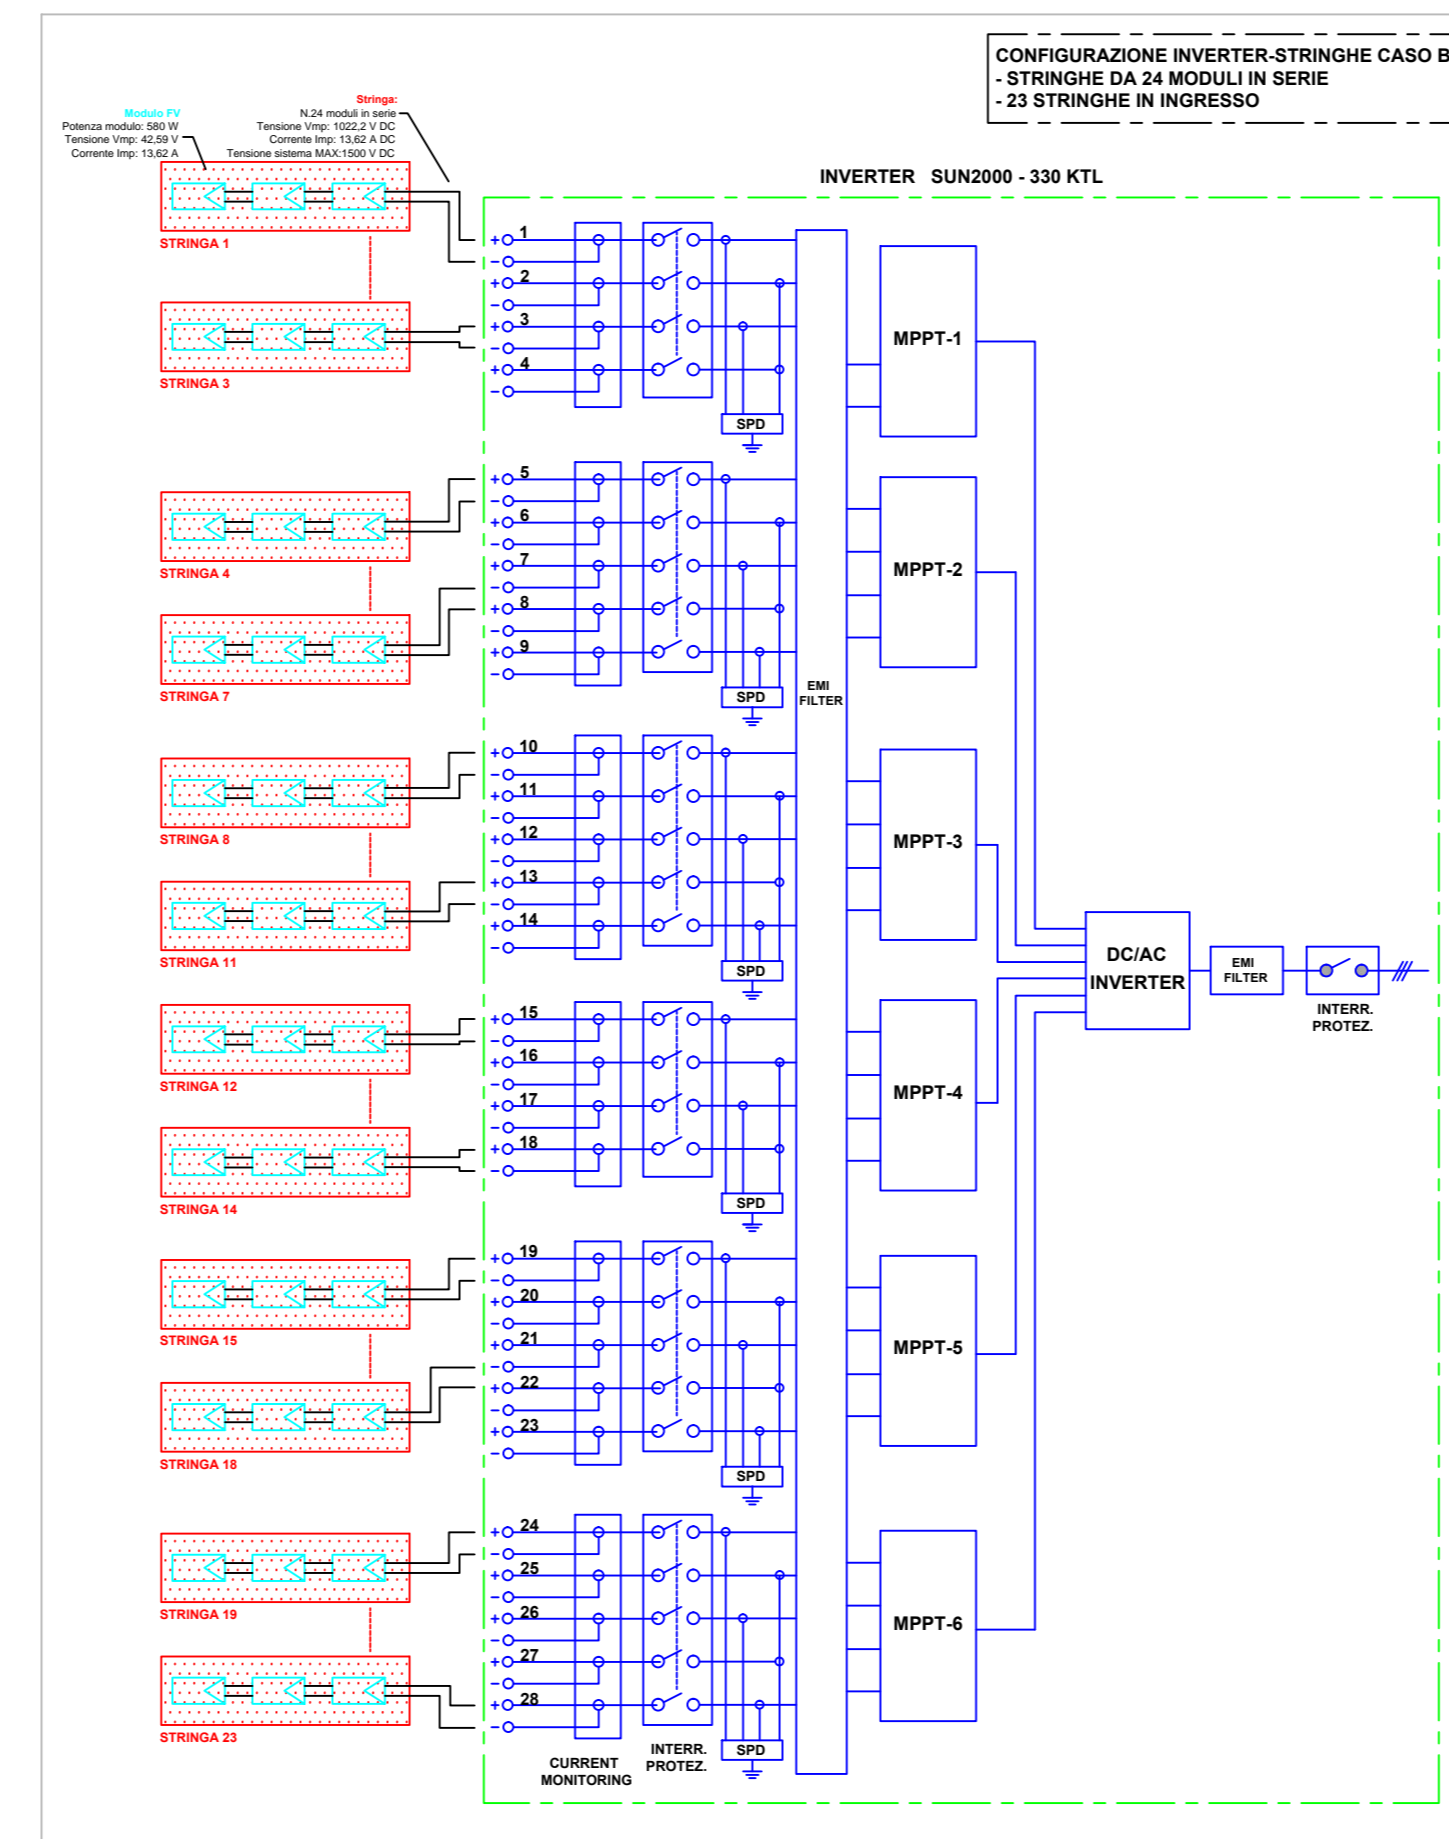 CONFIGURAZIONE INVERTER-STRINGHE CASO B
- STRINGHE DA 24 MODULI IN SERIE
- 23 STRINGHE IN INGRESSO
Modulo FV
Potenza modulo: 580 W
Tensione Vmp: 42,59 V
Corrente Imp: 13,62 A
Stringa:
N.24 moduli in serie
Tensione Vmp: 1022,2 V DC
Corrente Imp: 13,62 A DC
Tensione sistema MAX:1500 V DC
INVERTER SUN2000 - 330 KTL
STRINGA 1
STRINGA 3
+ 1
-
+ 2
-
+ 3
-
+ 4
-
SPD
MPPT-1
STRINGA 4
STRINGA 7
+ 5
-
+ 6
-
+ 7
-
+ 8
-
+ 9
-
SPD
EMI
FILTER
MPPT-2
STRINGA 8
STRINGA 11
+ 10
-
+ 11
-
+ 12
-
+ 13
-
+ 14
-
SPD
MPPT-3
DC/AC
INVERTER
EMI
FILTER
INTERR.
PROTEZ.
STRINGA 12
STRINGA 14
+ 15
-
+ 16
-
+ 17
-
+ 18
-
SPD
MPPT-4
STRINGA 15
STRINGA 18
+ 19
-
+ 20
-
+ 21
-
+ 22
-
+ 23
-
SPD
MPPT-5
STRINGA 19
STRINGA 23
+ 24
-
+ 25
-
+ 26
-
+ 27
-
+ 28
-
SPD
MPPT-6
CURRENT
MONITORING
INTERR.
PROTEZ.